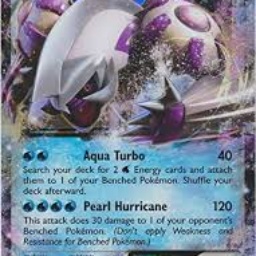 Aqua Turbo 40
Search your deck for 2 Energy cards and attach
them to 1 of your Benched Pokémon. Shuffle your
deck afterward.
Pearl Hurricane 120
This attack does 30 damage to 1 of your opponent's
Benched Pokémon. (Don't apply Weakness and
Resistance for Benched Pokémon.)